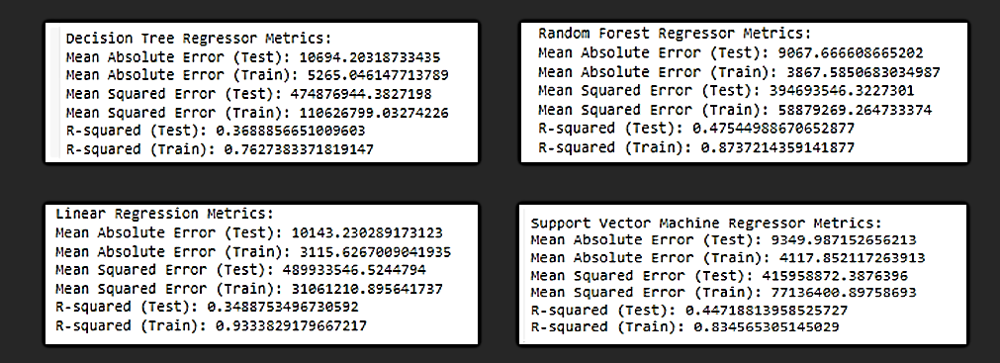 Decision Tree Regressor Metrics:
Mean Absolute Error (Test): 10694.20318733435
Mean Absolute Error (Train): 5265.046147713789
Mean Squared Error (Test): 474876944.3827198
Mean Squared Error (Train): 110626799.03274226
R-squared (Test): 0.3688856651009603
R-squared (Train): 0.7627383371819147
Random Forest Regressor Metrics:
Mean Absolute Error (Test): 9067.666608665202
Mean Absolute Error (Train): 3867.5850683034987
Mean Squared Error (Test): 394693546.3227301
Mean Squared Error (Train): 58879269.264733374
R-squared (Test): 0.47544988670652877
R-squared (Train): 0.8737214359141877
Linear Regression Metrics:
Mean Absolute Error (Test): 10143.230289173123
Mean Absolute Error (Train): 3115.6267009041935
Mean Squared Error (Test): 489933546.5244794
Mean Squared Error (Train): 31061210.895641737
R-squared (Test): 0.3488753496730592
R-squared (Train): 0.9333829179667217
Support Vector Machine Regressor Metrics:
Mean Absolute Error (Test): 9349.987152656213
Mean Absolute Error (Train): 4117.852117263913
Mean Squared Error (Test): 415958872.3876396
Mean Squared Error (Train): 77136400.89758693
R-squared (Test): 0.44718813958525727
R-squared (Train): 0.834565305145029